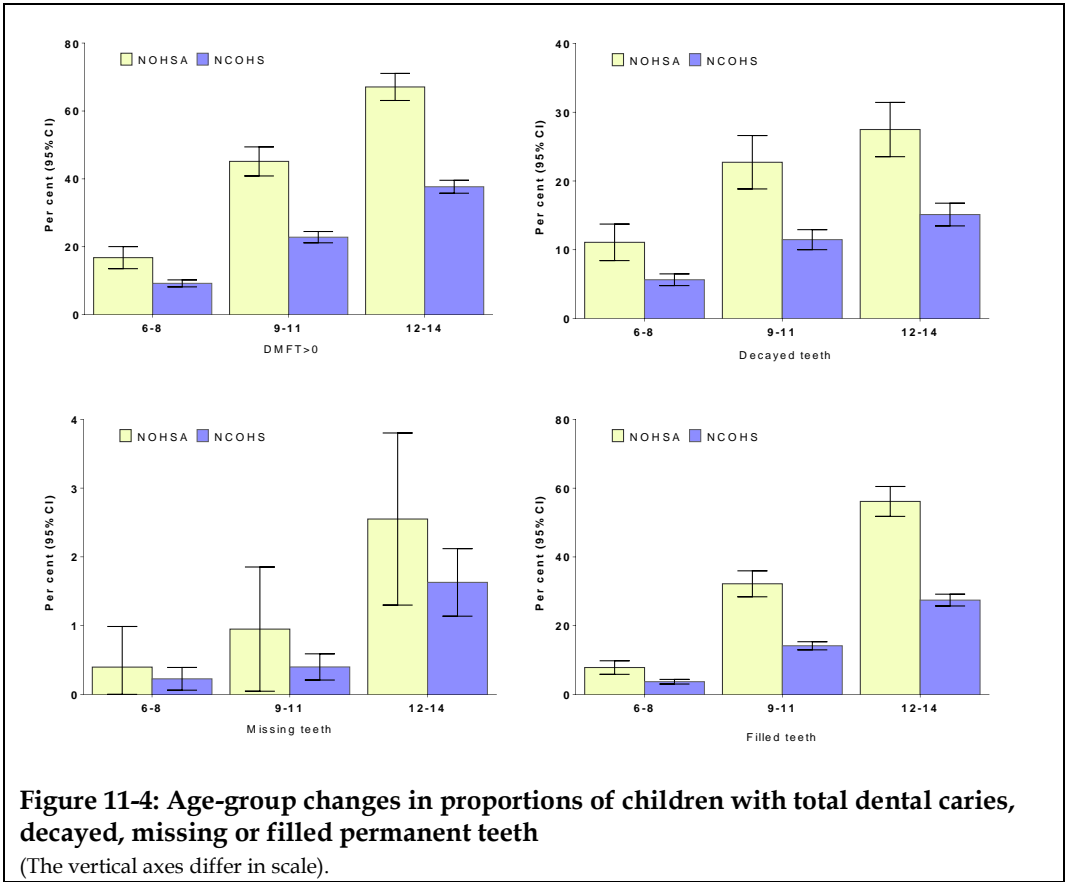 NOHSA NCOHS
Per cent (95%CI)
80
60
40
20
0
6-8 9-11 12-14
DMFT>0
NOHSA NCOHS
Per cent (95%CI)
40
30
20
10
0
6-8 9-11 12-14
Decayed teeth
NOHSA NCOHS
Per cent (95%CI)
4
3
2
1
0
6-8 9-11 12-14
Missing teeth
NOHSA NCOHS
Per cent (95%CI)
80
60
40
20
0
6-8 9-11 12-14
Filled teeth
Figure 11-4: Age-group changes in proportions of children with total dental caries,
decayed, missing or filled permanent teeth
(The vertical axes differ in scale).